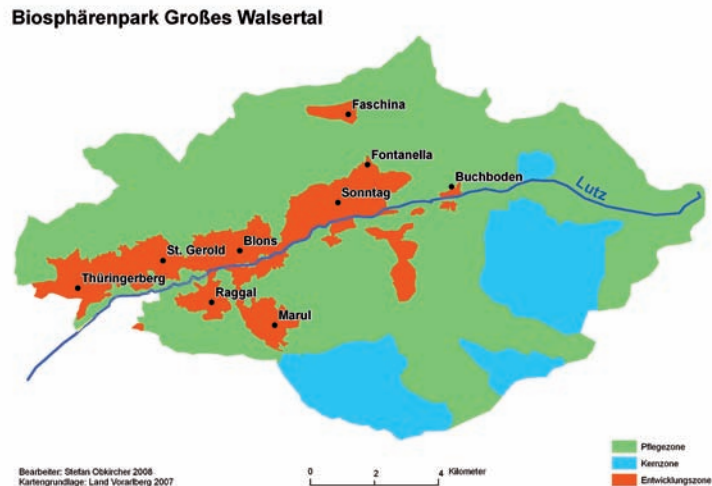 Biosphärenpark Großes Walsertal
Faschina
Fontanella
Buchboden
Sonntag
Lutz
Blons
St. Gerold
Thüringerberg
Raggal
Marul
Pflegezone
Kernzone
Entwicklungszone
Bearbeiter: Stefan Obkircher 2008
Kartengrundlage: Land Vorarlberg 2007
0 2 4 Kilometer